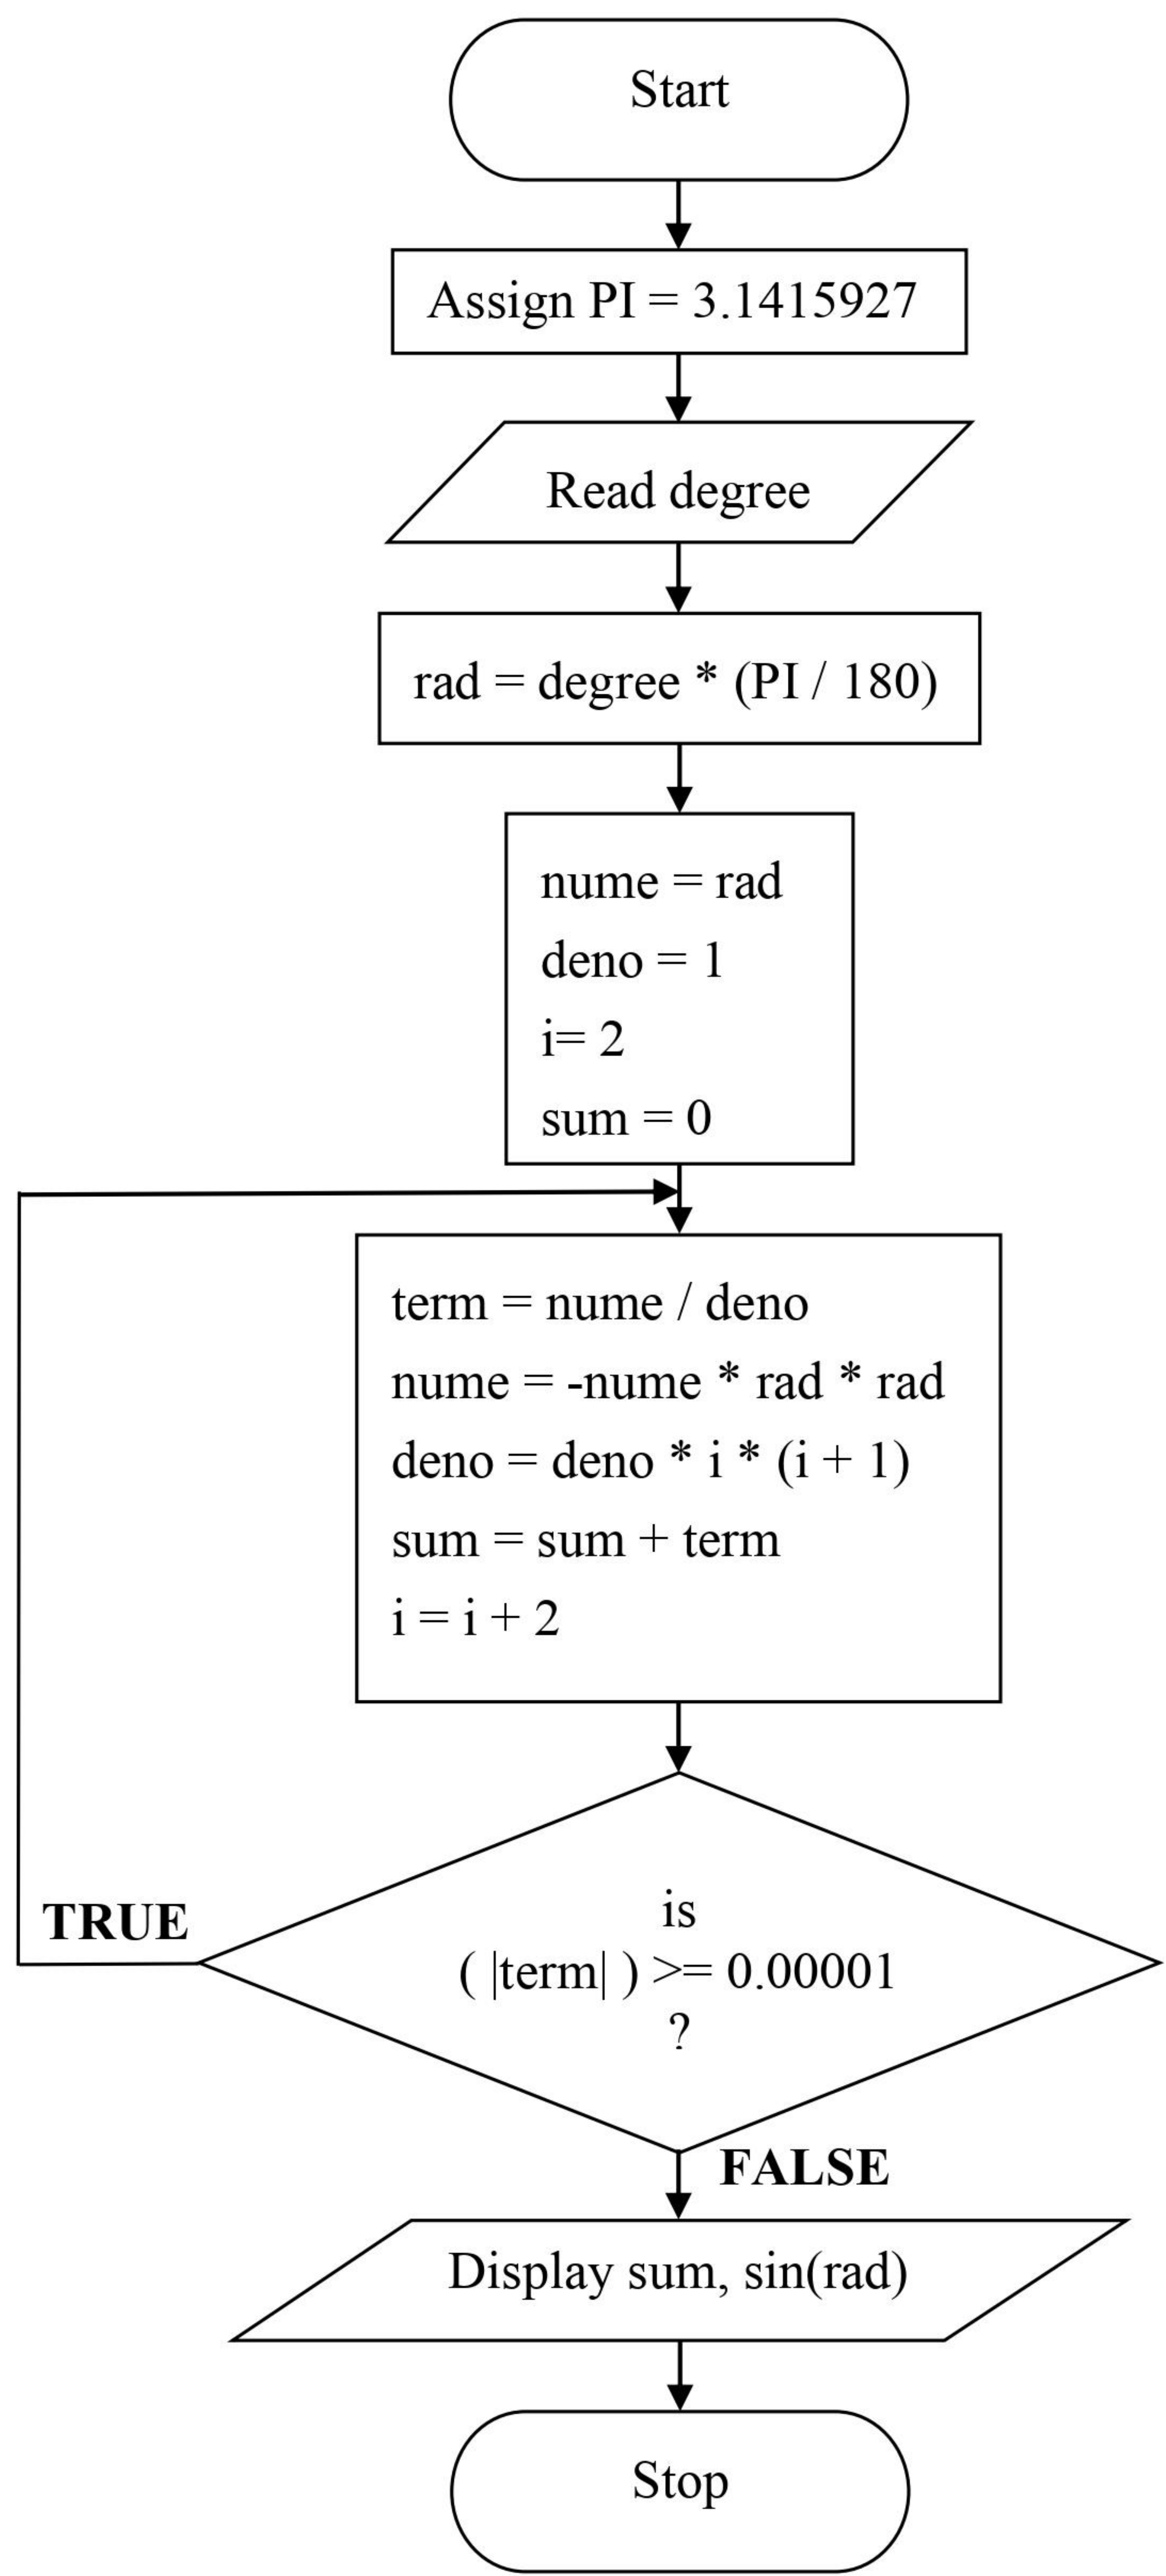 Start
Assign PI = 3.1415927
Read degree
rad = degree * (PI / 180)
nume = rad
deno = 1
i= 2
sum = 0
term = nume / deno
nume = -nume * rad * rad
deno = deno * i * (i + 1)
sum = sum + term
i = i + 2
is
TRUE
( |term| ) >= 0.00001
?
FALSE
Display sum, sin(rad)
Stop